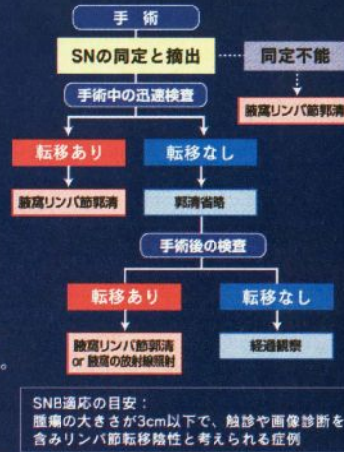 手 術
SNの同定と摘出
同定不能
手術中の迅速検査
腋窩リンパ節郭清
転移あり
転移なし
腋窩リンパ節郭清
郭清省略
手術後の検査
転移あり
転移なし
腋窩リンパ節郭清
or 腋窩の放射線照射
経過観察
。
SNB適応の目安：
腫瘍の大きさが3cm以下で、触診や画像診断を
含みリンパ節転移陰性と考えられる症例